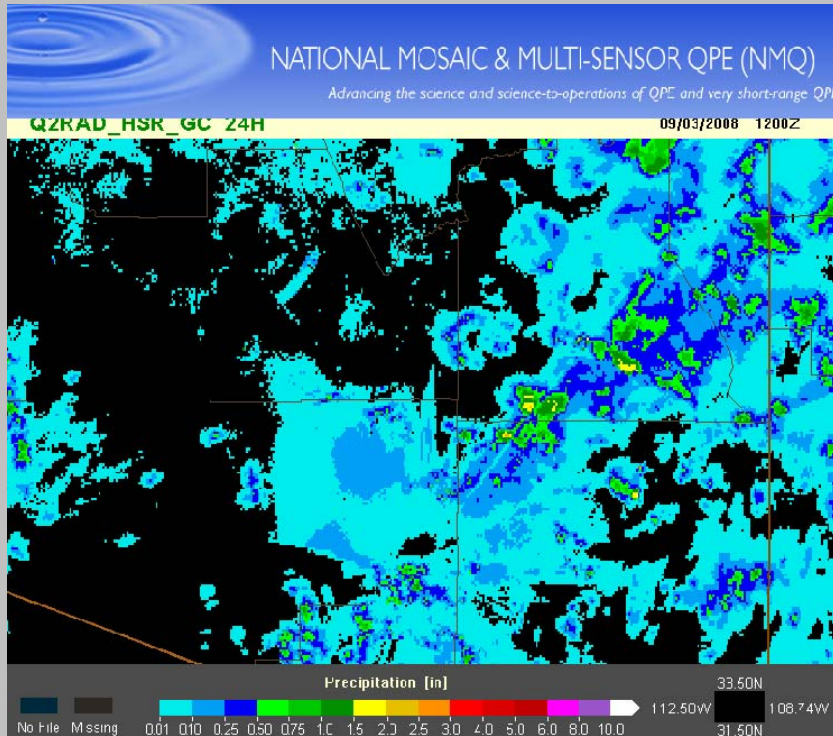 NATIONAL MOSAIC & MULTI-SENSOR QPE (NMQ)
Advancing the science and science-to-operations of QPE and very short-range QPF
Q2RAD_HSR_GC 24H 09/03/2008 1200Z
Precipitation [in]
33.50N
112.50W 108.74W
No File Missing 0.01 0.10 0.25 0.50 0.75 1.0 1.5 2.0 2.5 3.0 4.0 5.0 6.0 8.0 10.0 31.50N